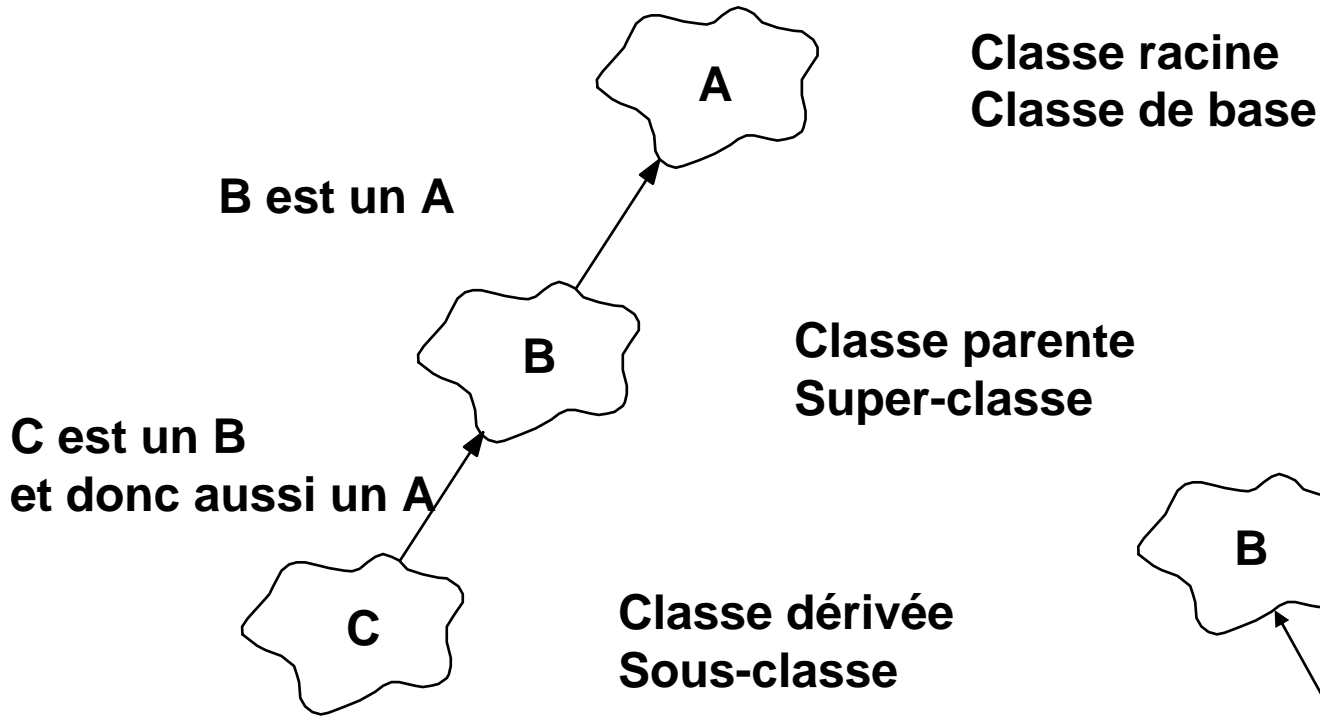 A
Classe racine
Classe de base
B est un A
B
Classe parente
Super-classe
C est un B
et donc aussi un A
B
C
Classe dérivée
Sous-classe